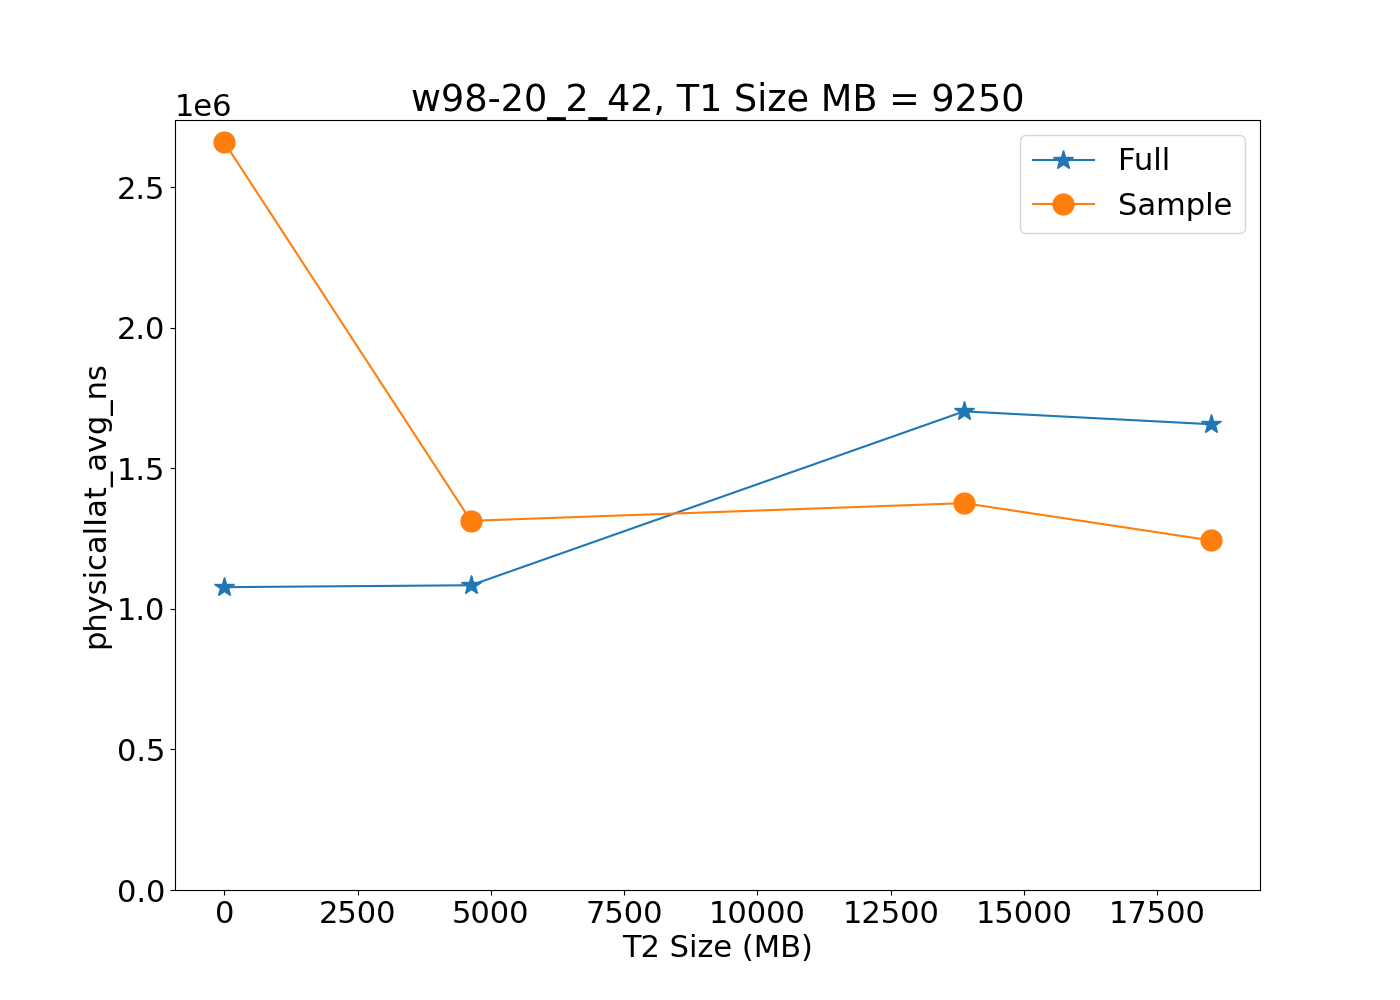 w98-20_2_42, T1 Size MB = 9250
1e6
Full
Sample
2.5
2.0
1.5
1.0
0.5
0.0
physicallat_avg_ns
0 2500 5000 7500 10000 12500 15000 17500
T2 Size (MB)